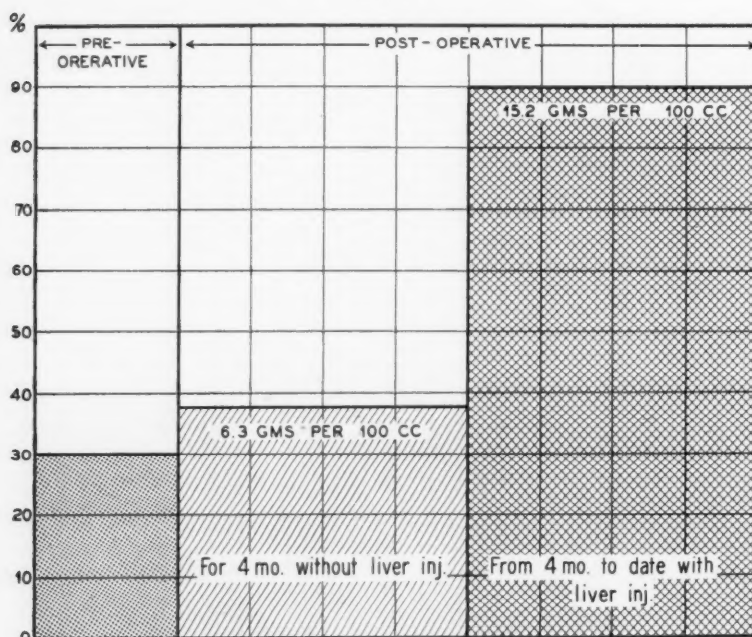 %
PRE-
ORERATIVE
POST-OPERATIVE
90
15.2 GMS PER 100 CC
80
70
60
50
40
6.3 GMS PER 100 CC
30
20
For 4 mo. without liver inj.
From 4 mo. to date with
liver inj.
10
0